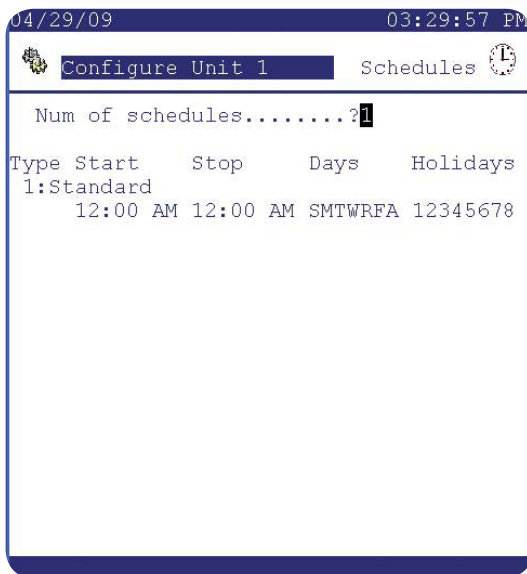 04/29/09 03:29:57 PM
Configure Unit 1 Schedules
Num of schedules........?1
Type Start Stop Days Holidays
1:Standard
12:00 AM 12:00 AM SMTWRFA 12345678